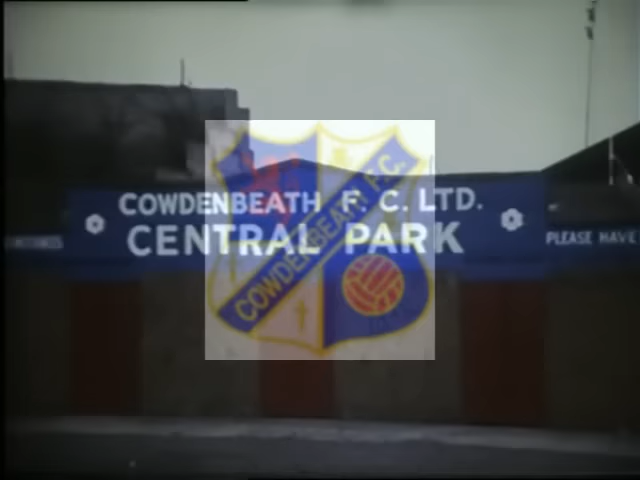 COWDENBEATH F. C. LTD.
CENTRAL PARK
PLEASE HAVE
COWDENBEATH F.C.